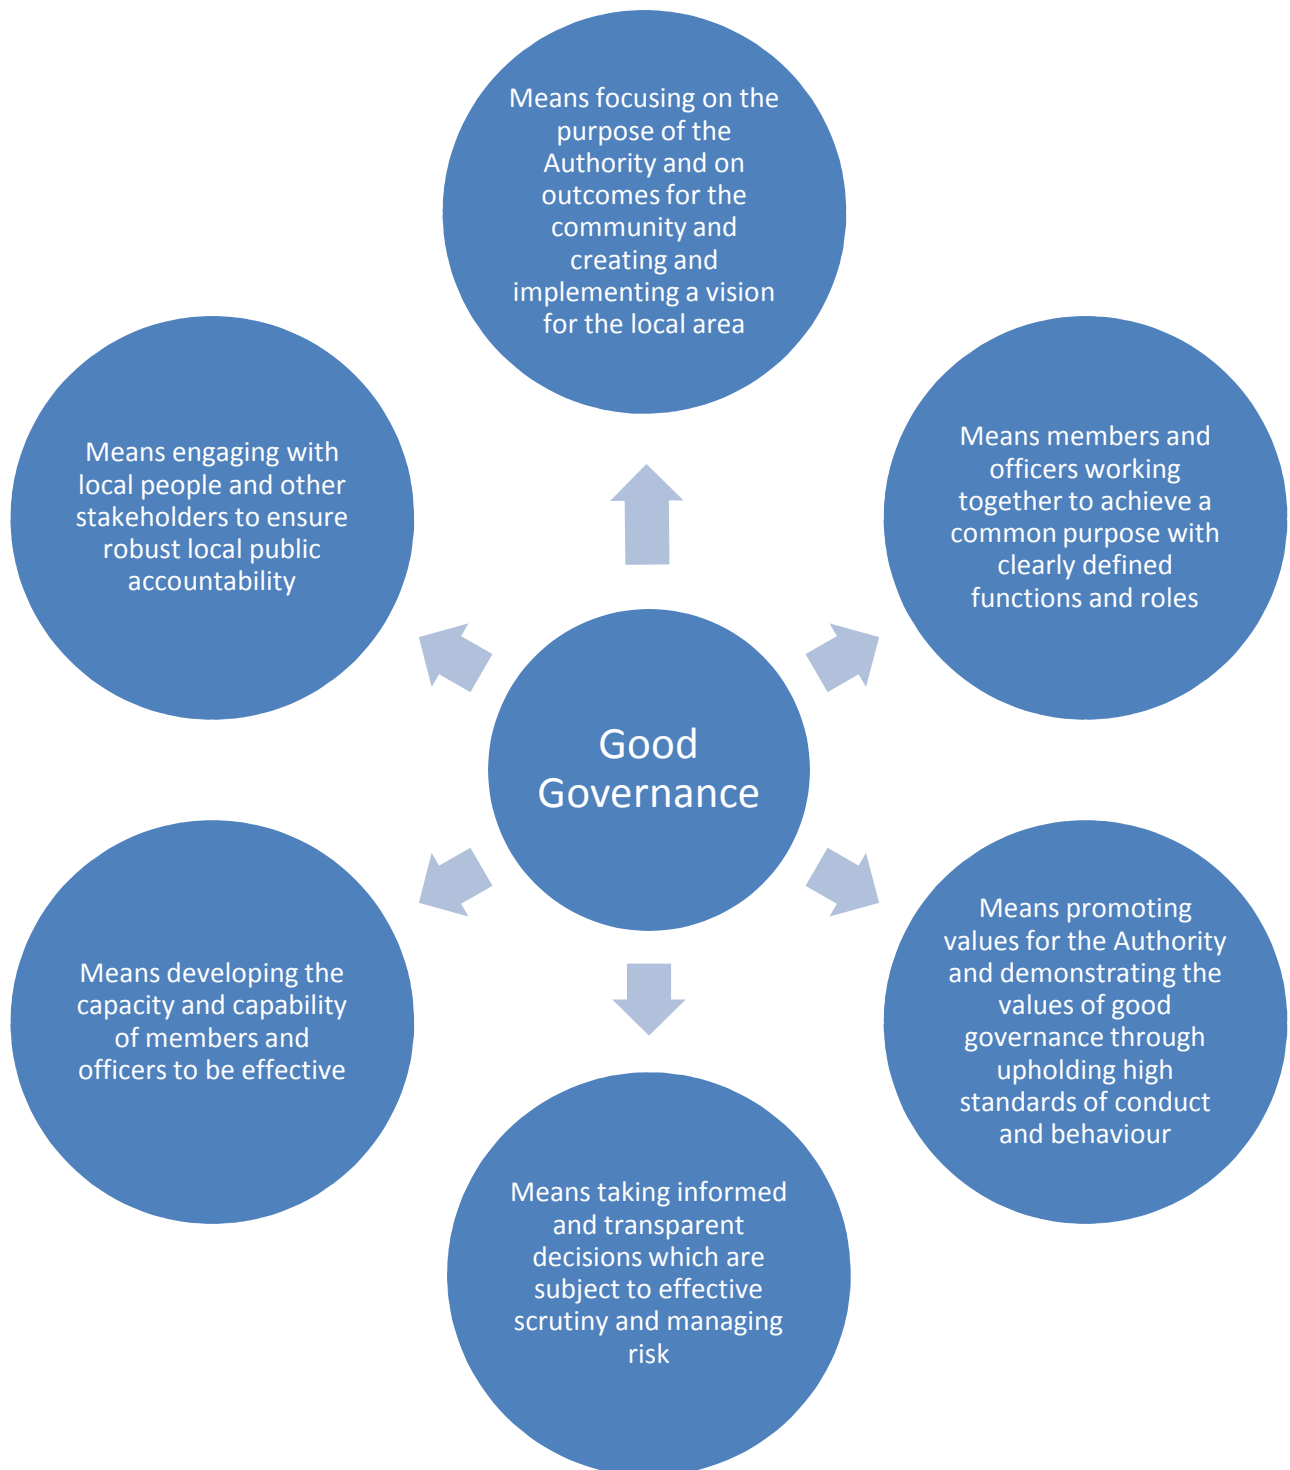 Means focusing on the
purpose of the
Authority and on
outcomes for the
community and
creating and
implementing a vision
for the local area
Means members and
officers working
together to achieve a
common purpose with
clearly defined
functions and roles
Means promoting
values for the Authority
and demonstrating the
values of good
governance through
upholding high
standards of conduct
and behaviour
Means taking informed
and transparent
decisions which are
subject to effective
scrutiny and managing
risk
Means developing the
capacity and capability
of members and
officers to be effective
Means engaging with
local people and other
stakeholders to ensure
robust local public
accountability
Good
Governance